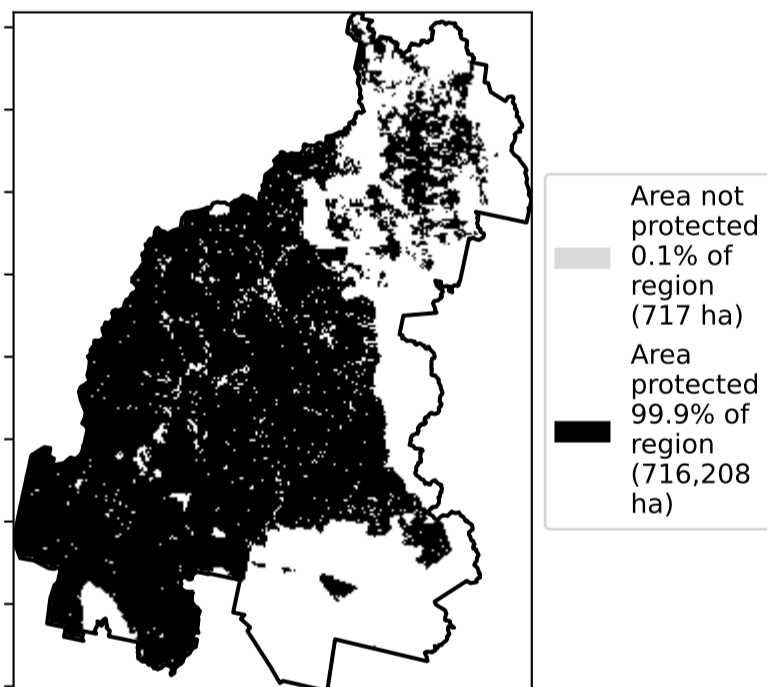 Area not
protected
0.1% of
region
(717 ha)
Area
protected
99.9% of
region
(716,208
ha)